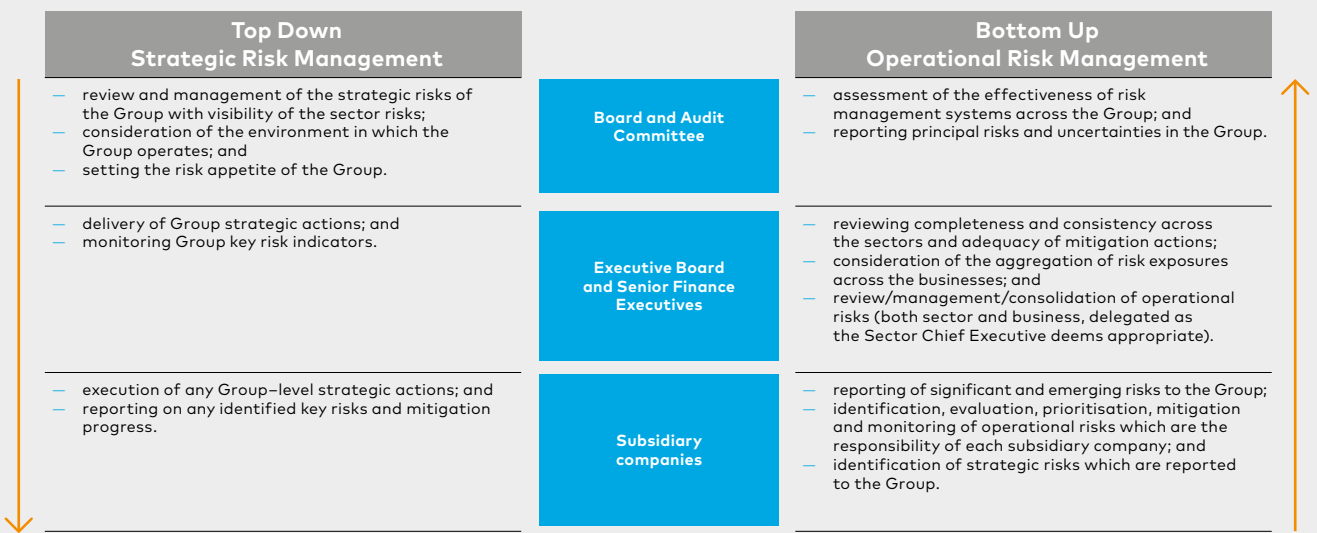 Top Down
Strategic Risk Management
Bottom Up
Operational Risk Management
— review and management of the strategic risks of
the Group with visibility of the sector risks;
— consideration of the environment in which the
Group operates; and
— setting the risk appetite of the Group.
Board and Audit
Committee
— assessment of the effectiveness of risk
management systems across the Group; and
— reporting principal risks and uncertainties in the Group.
— delivery of Group strategic actions; and
— monitoring Group key risk indicators.
Executive Board
and Senior Finance
Executives
— reviewing completeness and consistency across
the sectors and adequacy of mitigation actions;
— consideration of the aggregation of risk exposures
across the businesses; and
— review/management/consolidation of operational
risks (both sector and business, delegated as
the Sector Chief Executive deems appropriate).
— execution of any Group–level strategic actions; and
— reporting on any identified key risks and mitigation
progress.
Subsidiary
companies
— reporting of significant and emerging risks to the Group;
— identification, evaluation, prioritisation, mitigation
and monitoring of operational risks which are the
responsibility of each subsidiary company; and
— identification of strategic risks which are reported
to the Group.